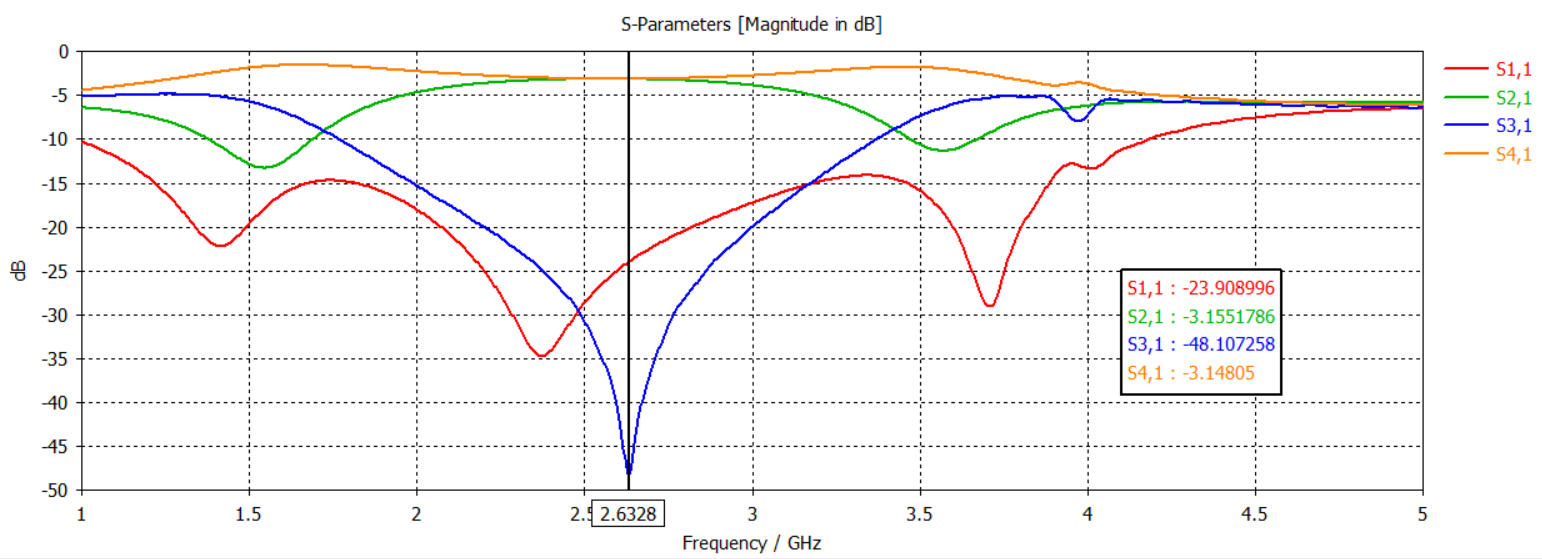 S-Parameters [Magnitude in dB]
0
-5
-10
-15
-20
-25
-30
-35
-40
-45
-50
dB
S1,1
S2,1
S3,1
S4,1
S1,1 : -23.908996
S2,1 : -3.1551786
S3,1 : -48.107258
S4,1 : -3.14805
1 1.5 2 2.5 2.6328 3 3.5 4 4.5 5
Frequency / GHz